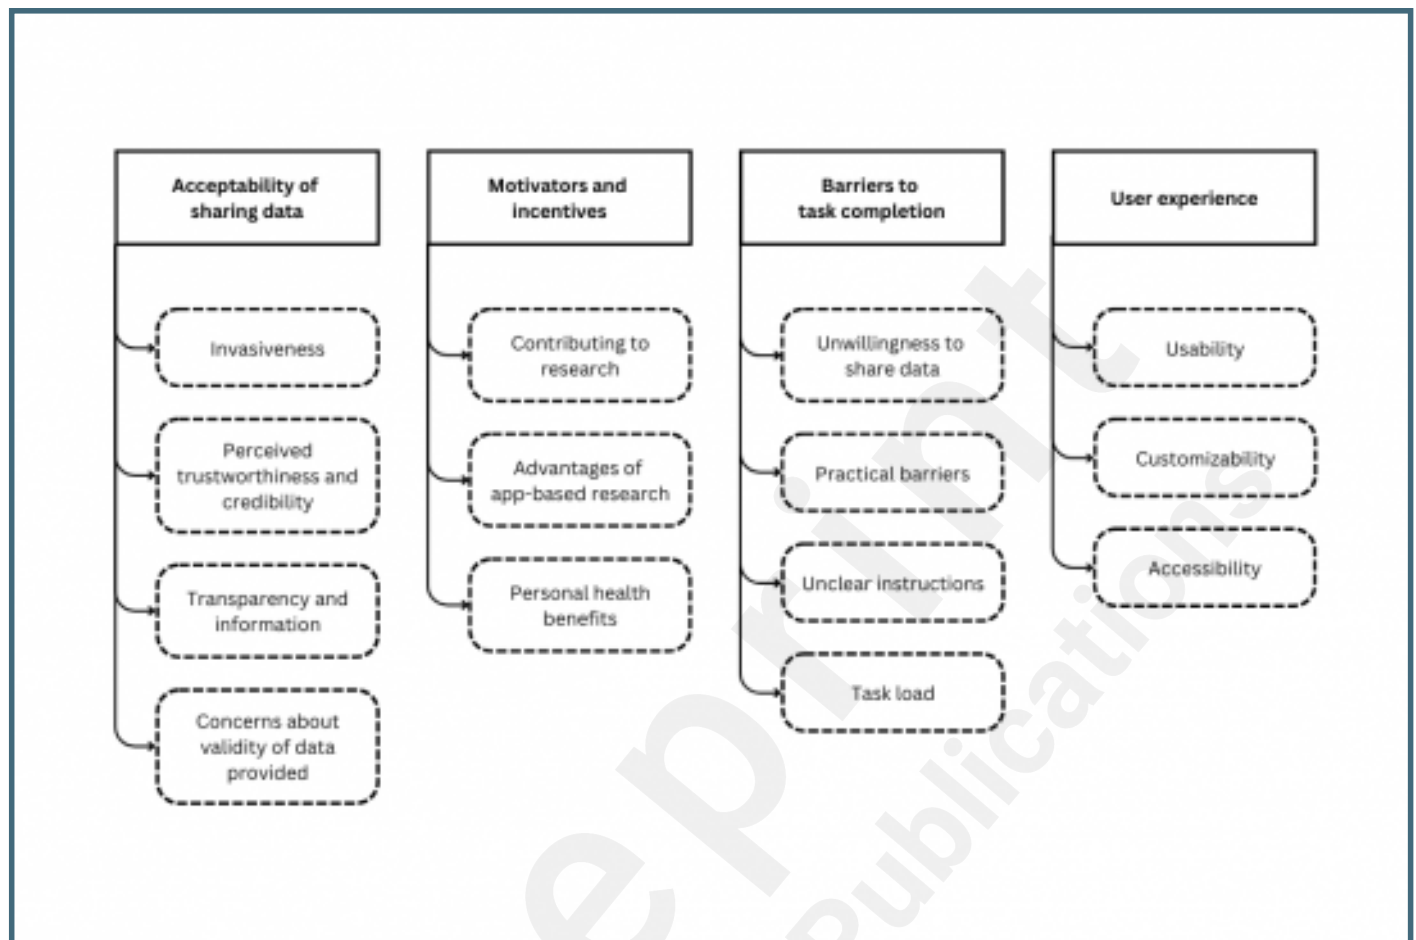 Acceptability of
sharing data
Invasiveness
Perceived
trustworthiness and
credibility
Transparency and
information
Concerns about
validity of data
provided
Motivators and
incentives
Contributing to
research
Advantages of
app-based research
Personal health
benefits
Barriers to
task completion
Unwillingness to
share data
Practical barriers
Unclear instructions
Task load
User experience
Usability
Customizability
Accessibility
eprint
Publications